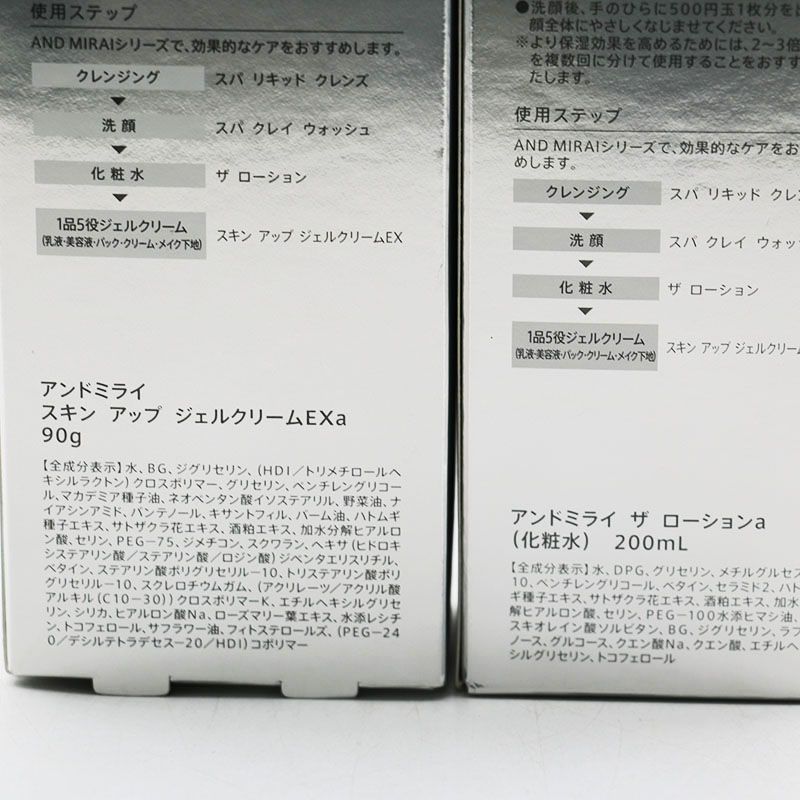 使用ステップ
AND MIRAIシリーズで、効果的なケアをおすすめします。
クレンジング スパ リキッド クレンズ
洗顔 スパ クレイ ウォッシュ
化粧水 ザ ローション
1品5役ジェルクリーム
(乳液・美容液・パック・クリーム・メイク下地) スキン アップ ジェルクリームEX
アンドミライ
スキン アップ ジェルクリームEXa
90g
【全成分表示】水、BG、ジグリセリン、(HDI/トリメチロールヘ
キシルラクトン)クロスポリマー、グリセリン、ペンチレングリコー
ル、マカデミア種子油、ネオペンタン酸イソステアリル、野菜油、ナ
イアシンアミド、パンテノール、キサントフィル、パーム油、ハトムギ
種子エキス、サトザクラ花エキス、酒粕エキス、加水分解ヒアルロ
ン酸、セリン、PEG-75、ジメチコン、スクワラン、ヘキサ(ヒドロキ
システアリン酸/ステアリン酸/ロジン酸)ジペンタエリスリチル、
ベタイン、ステアリン酸ポリグリセリル-10、トリステアリン酸ポリ
グリセリル-10、スクレロチウムガム、(アクリレーツ/アクリル酸
アルキル(C10-30))クロスポリマーK、エチルヘキシルグリセ
リン、シリカ、ヒアルロン酸Na、ローズマリー葉エキス、水添レシチ
ン、トコフェロール、サフラワー油、フィトステロールズ、(PEG-24
0/デシルテトラデセス-20/HDI)コポリマー
●洗顔後、手のひらに500円玉1枚分を
顔全体にやさしくなじませてください。
※より保湿効果を高めるためには、2～3倍
を複数回に分けて使用することをおす
たします。
使用ステップ
AND MIRAIシリーズで、効果的なケアをお
めします。
クレンジング スパ リキッド クレン
洗顔 スパ クレイ ウォッ
化粧水 ザ ローション
1品5役ジェルクリーム
(乳液・美容液・パック・クリーム・メイク下地) スキン アップ ジェルクリーム
アンドミライ ザ ローションa
(化粧水) 200mL
【全成分表示】水、DPG、グリセリン、メチルグルセス
10、ペンチレングリコール、ベタイン、セラミド2、ハト
ギ種子エキス、サトザクラ花エキス、酒粕エキス、加水
解ヒアルロン酸、セリン、PEG-100水添ヒマシ油、
スキオレイン酸ソルビタン、BG、ジグリセリン、ラフ
ノース、グルコース、クエン酸Na、クエン酸、エチルヘ
シルグリセリン、トコフェロール